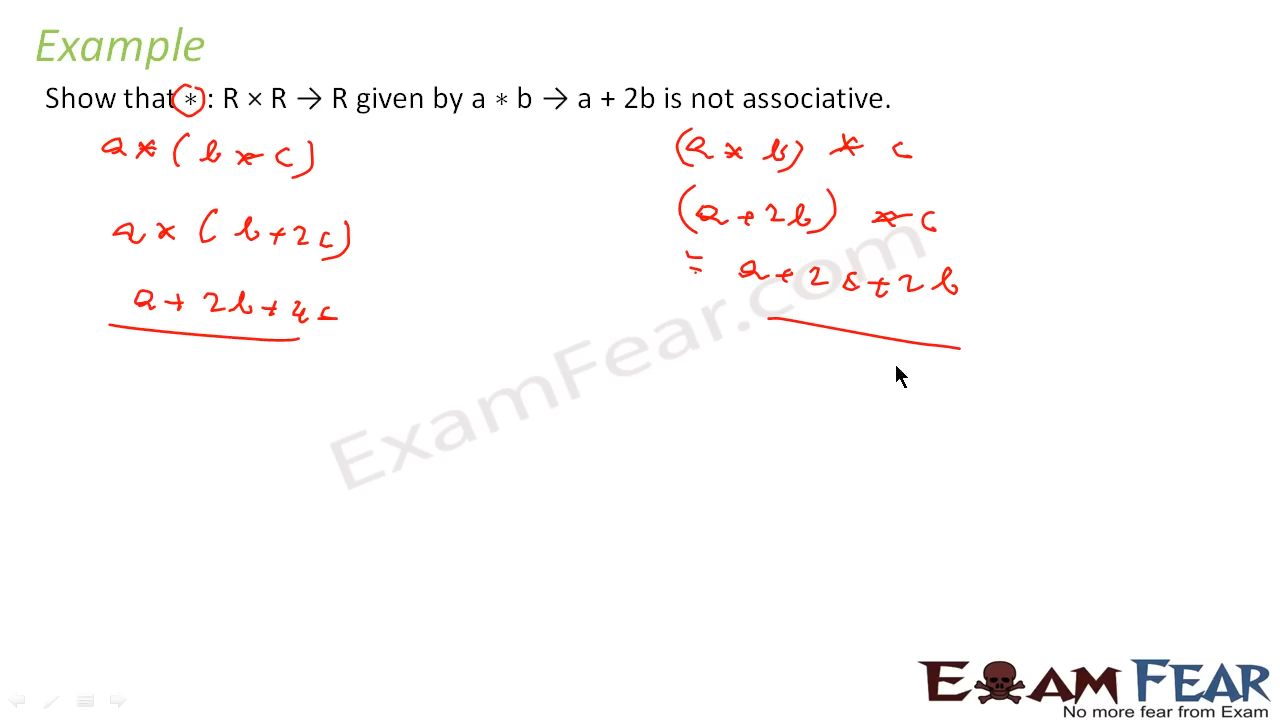 Example
Show that ∗ : R × R → R given by a ∗ b → a + 2b is not associative.
a * ( b * c )
( a * b ) * c
a * ( b + 2c )
( a + 2b ) * c
a + 2b + 4c
= a + 2c + 2b
ExamFear.com
EXAM FEAR
No more fear from Exam